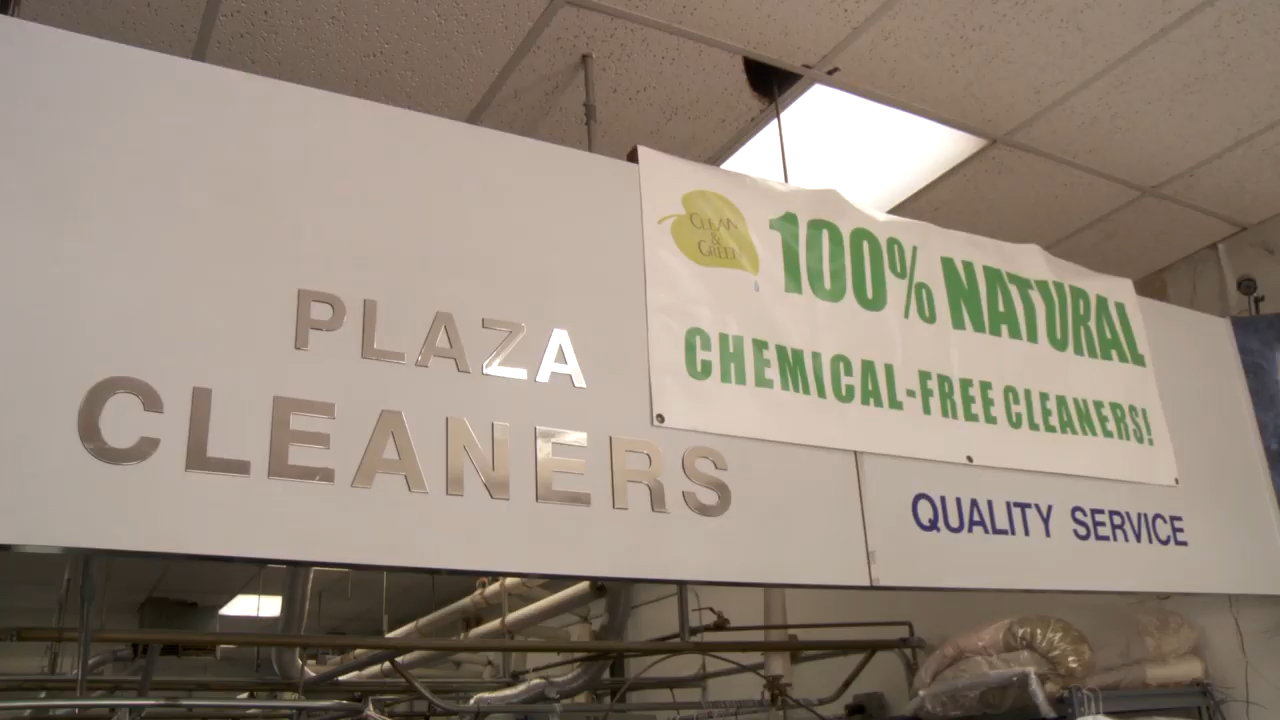 PLAZA
CLEANERS
CLEAN
&
GREEN
100% NATURAL
CHEMICAL-FREE CLEANERS!
QUALITY SERVICE